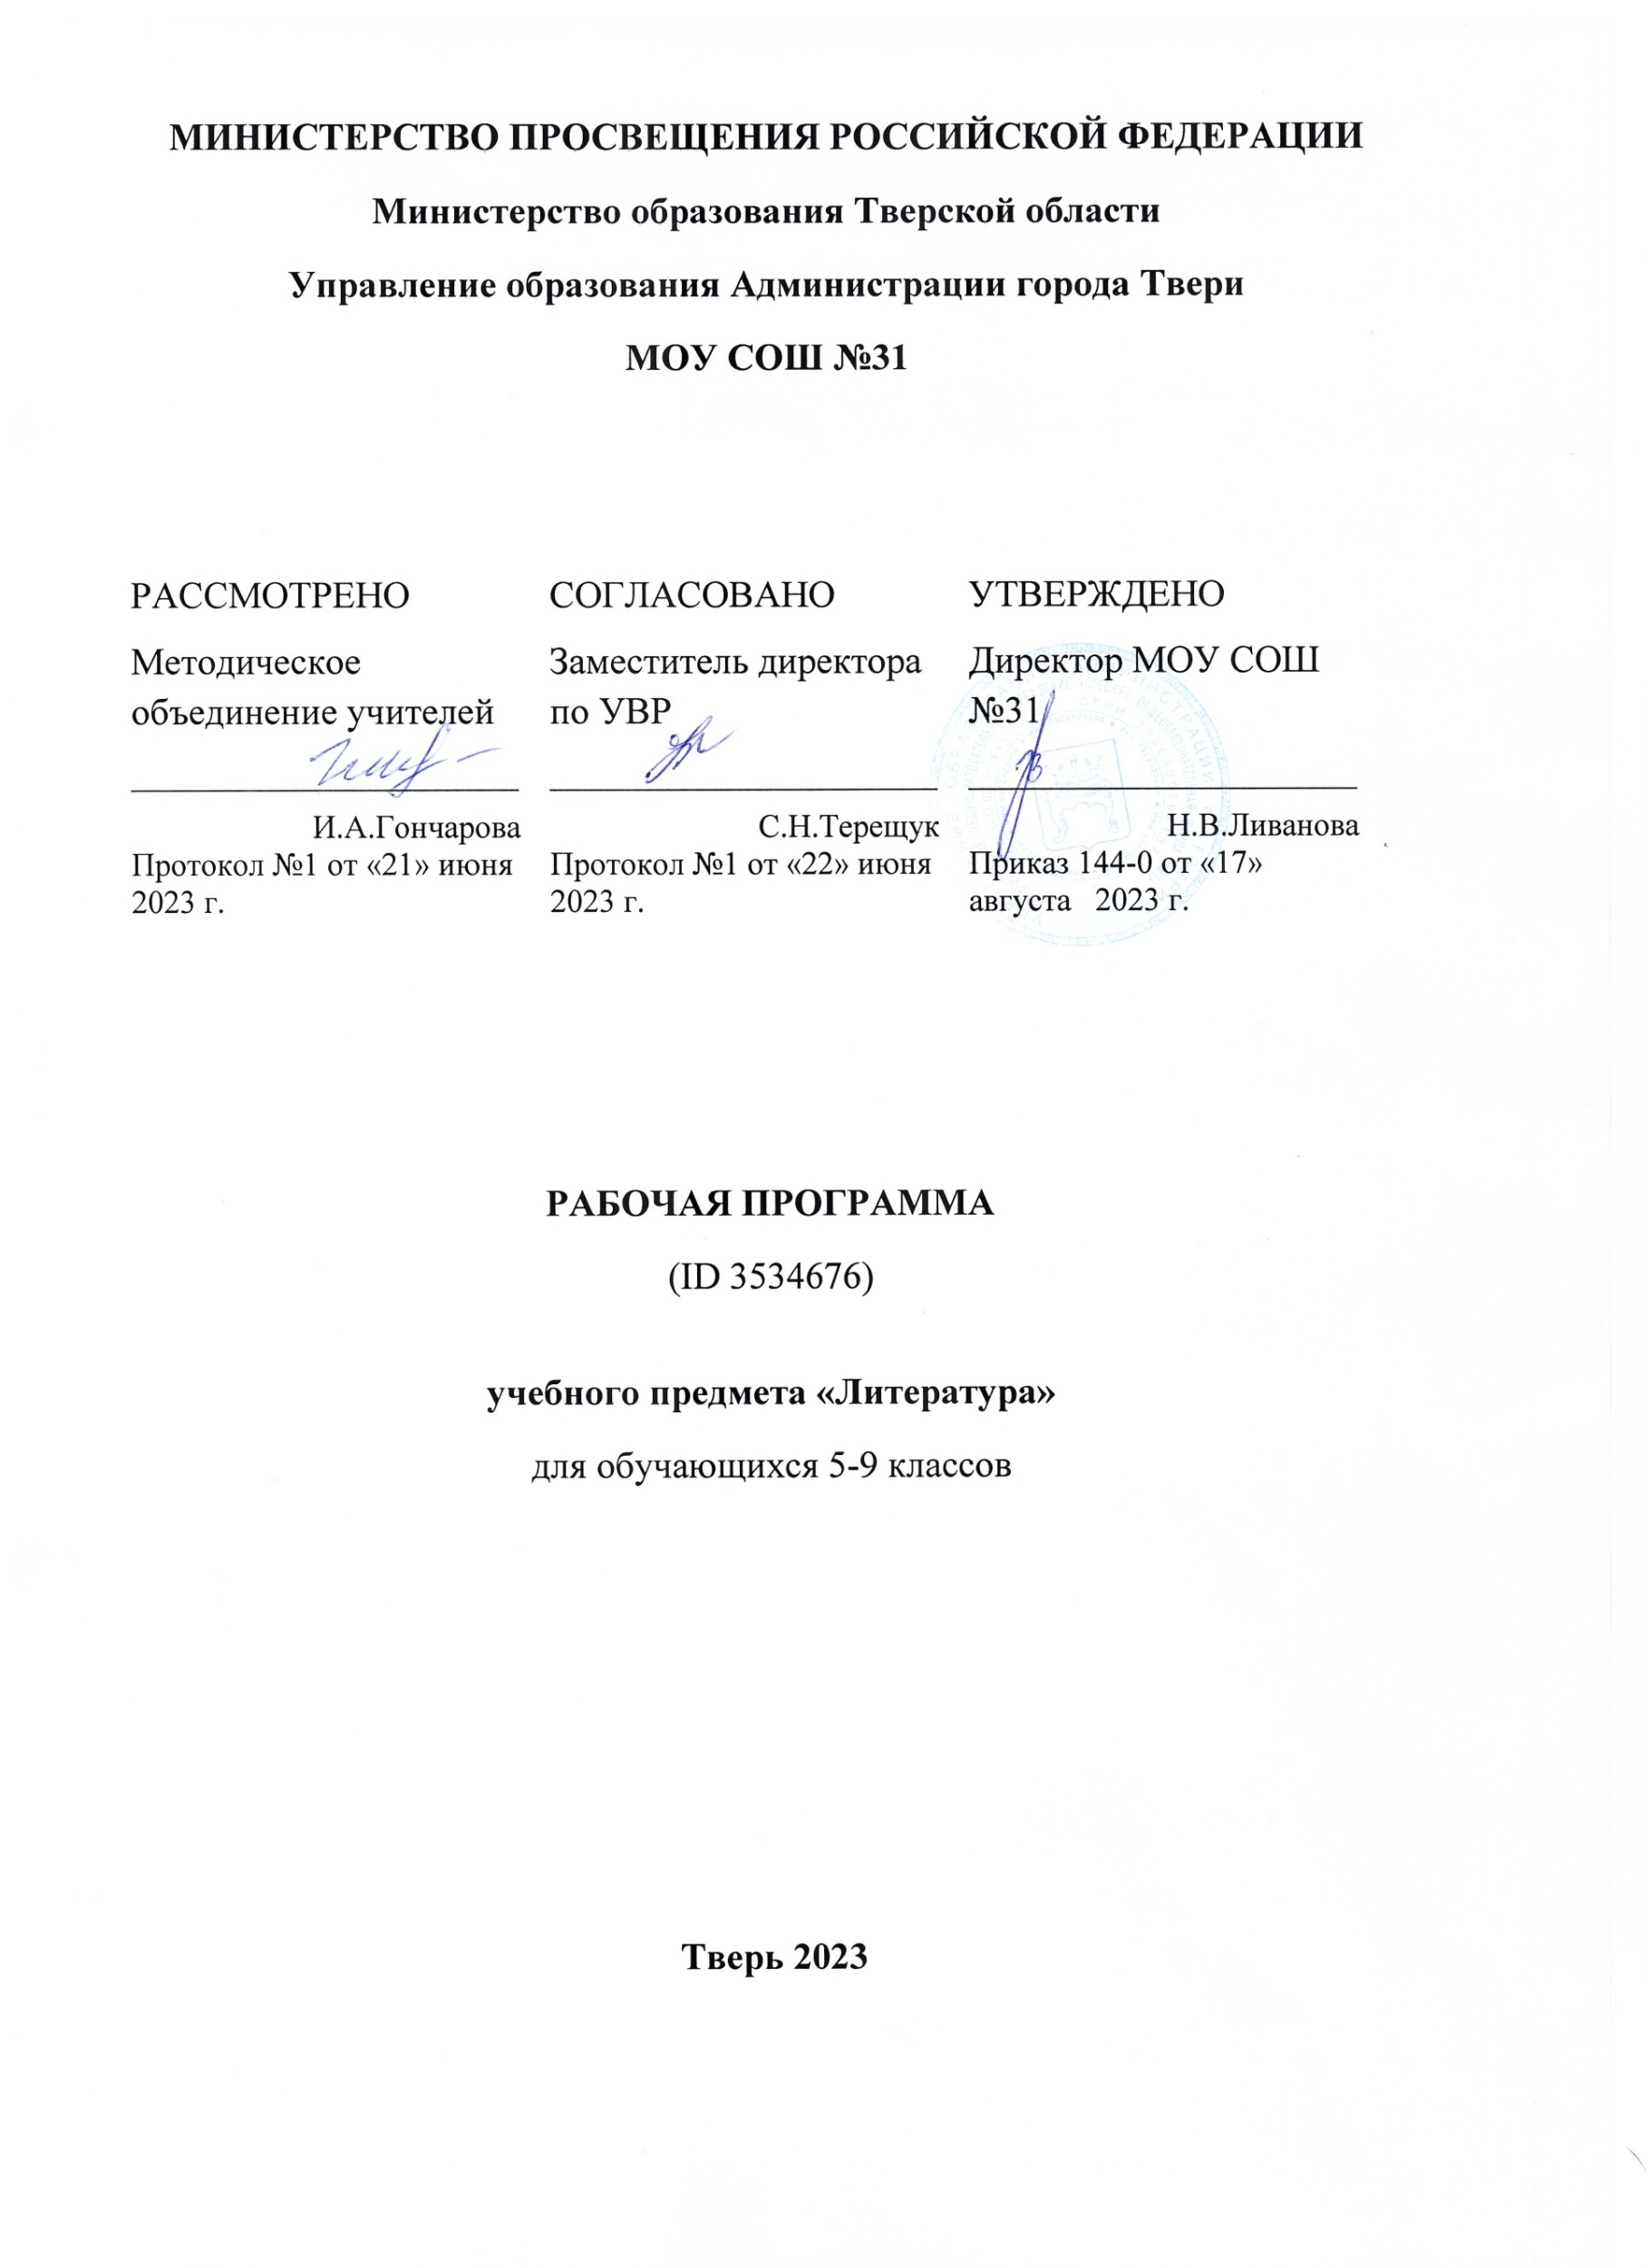 МИНИСТЕРСТВО ПРОСВЕЩЕНИЯ РОССИЙСКОЙ ФЕДЕРАЦИИ
Министерство образования Тверской области
Управление образования Администрации города Твери
МОУ СОШ №31
РАССМОТРЕНО
Методическое
объединение учителей
И.А.Гончарова
Протокол №1 от «21» июня
2023 г.
СОГЛАСОВАНО
Заместитель директора
по УВР
С.Н.Терещук
Протокол №1 от «22» июня
2023 г.
УТВЕРЖДЕНО
Директор МОУ СОШ
№31
Н.В.Ливанова
Приказ 144-0 от «17»
августа 2023 г.
РАБОЧАЯ ПРОГРАММА
(ID 3534676)
учебного предмета «Литература»
для обучающихся 5-9 классов
Тверь 2023